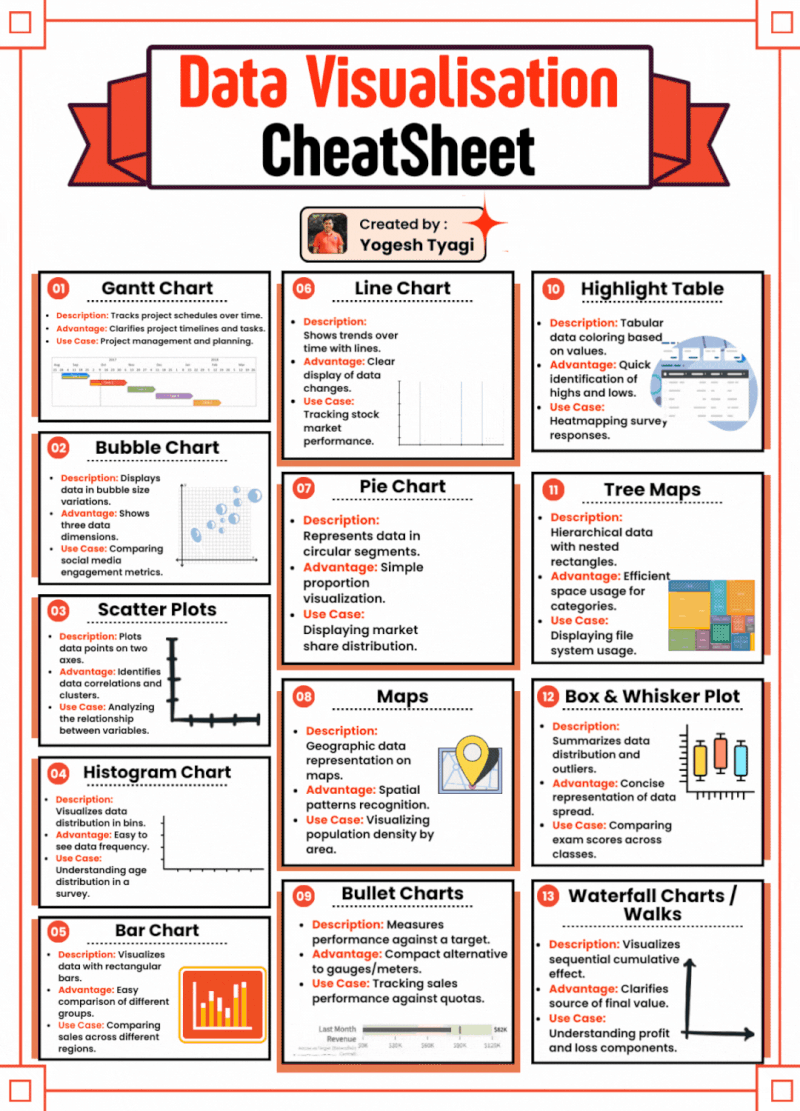 Data Visualisation
CheatSheet
Created by :
Yogesh Tyagi
01
Gantt Chart
• Description: Tracks project schedules over time.
• Advantage: Clarifies project timelines and tasks.
• Use Case: Project management and planning.
2017
2018
02
Bubble Chart
• Description: Displays
data in bubble size
variations.
• Advantage: Shows
three data
dimensions.
• Use Case: Comparing
social media
engagement metrics.
03
Scatter Plots
• Description: Plots
data points on two
axes.
• Advantage: Identifies
data correlations and
clusters.
• Use Case: Analyzing
the relationship
between variables.
04
Histogram Chart
• Description:
Visualizes data
distribution in bins.
• Advantage: Easy to
see data frequency.
• Use Case:
Understanding age
distribution in a
survey.
05
Bar Chart
• Description: Visualizes
data with rectangular
bars.
• Advantage: Easy
comparison of different
groups.
• Use Case: Comparing
sales across different
regions.
06
Line Chart
• Description:
Shows trends over
time with lines.
• Advantage: Clear
display of data
changes.
• Use Case:
Tracking stock
market
performance.
07
Pie Chart
• Description:
Represents data in
circular segments.
• Advantage: Simple
proportion
visualization.
• Use Case:
Displaying market
share distribution.
08
Maps
• Description:
Geographic data
representation on
maps.
• Advantage: Spatial
patterns recognition.
• Use Case: Visualizing
population density by
area.
09
Bullet Charts
• Description: Measures
performance against a target.
• Advantage: Compact alternative
to gauges/meters.
• Use Case: Tracking sales
performance against quotas.
Last Month
Revenue
$82K
10
Highlight Table
• Description: Tabular
data coloring based
on values.
• Advantage: Quick
identification of
highs and lows.
• Use Case:
Heatmapping survey
responses.
11
Tree Maps
• Description:
Hierarchical data
with nested
rectangles.
• Advantage: Efficient
space usage for
categories.
• Use Case:
Displaying file
system usage.
12
Box & Whisker Plot
• Description:
Summarizes data
distribution and
outliers.
• Advantage: Concise
representation of data
spread.
• Use Case: Comparing
exam scores across
classes.
13
Waterfall Charts /
Walks
• Description: Visualizes
sequential cumulative
effect.
• Advantage: Clarifies
source of final value.
• Use Case:
Understanding profit
and loss components.